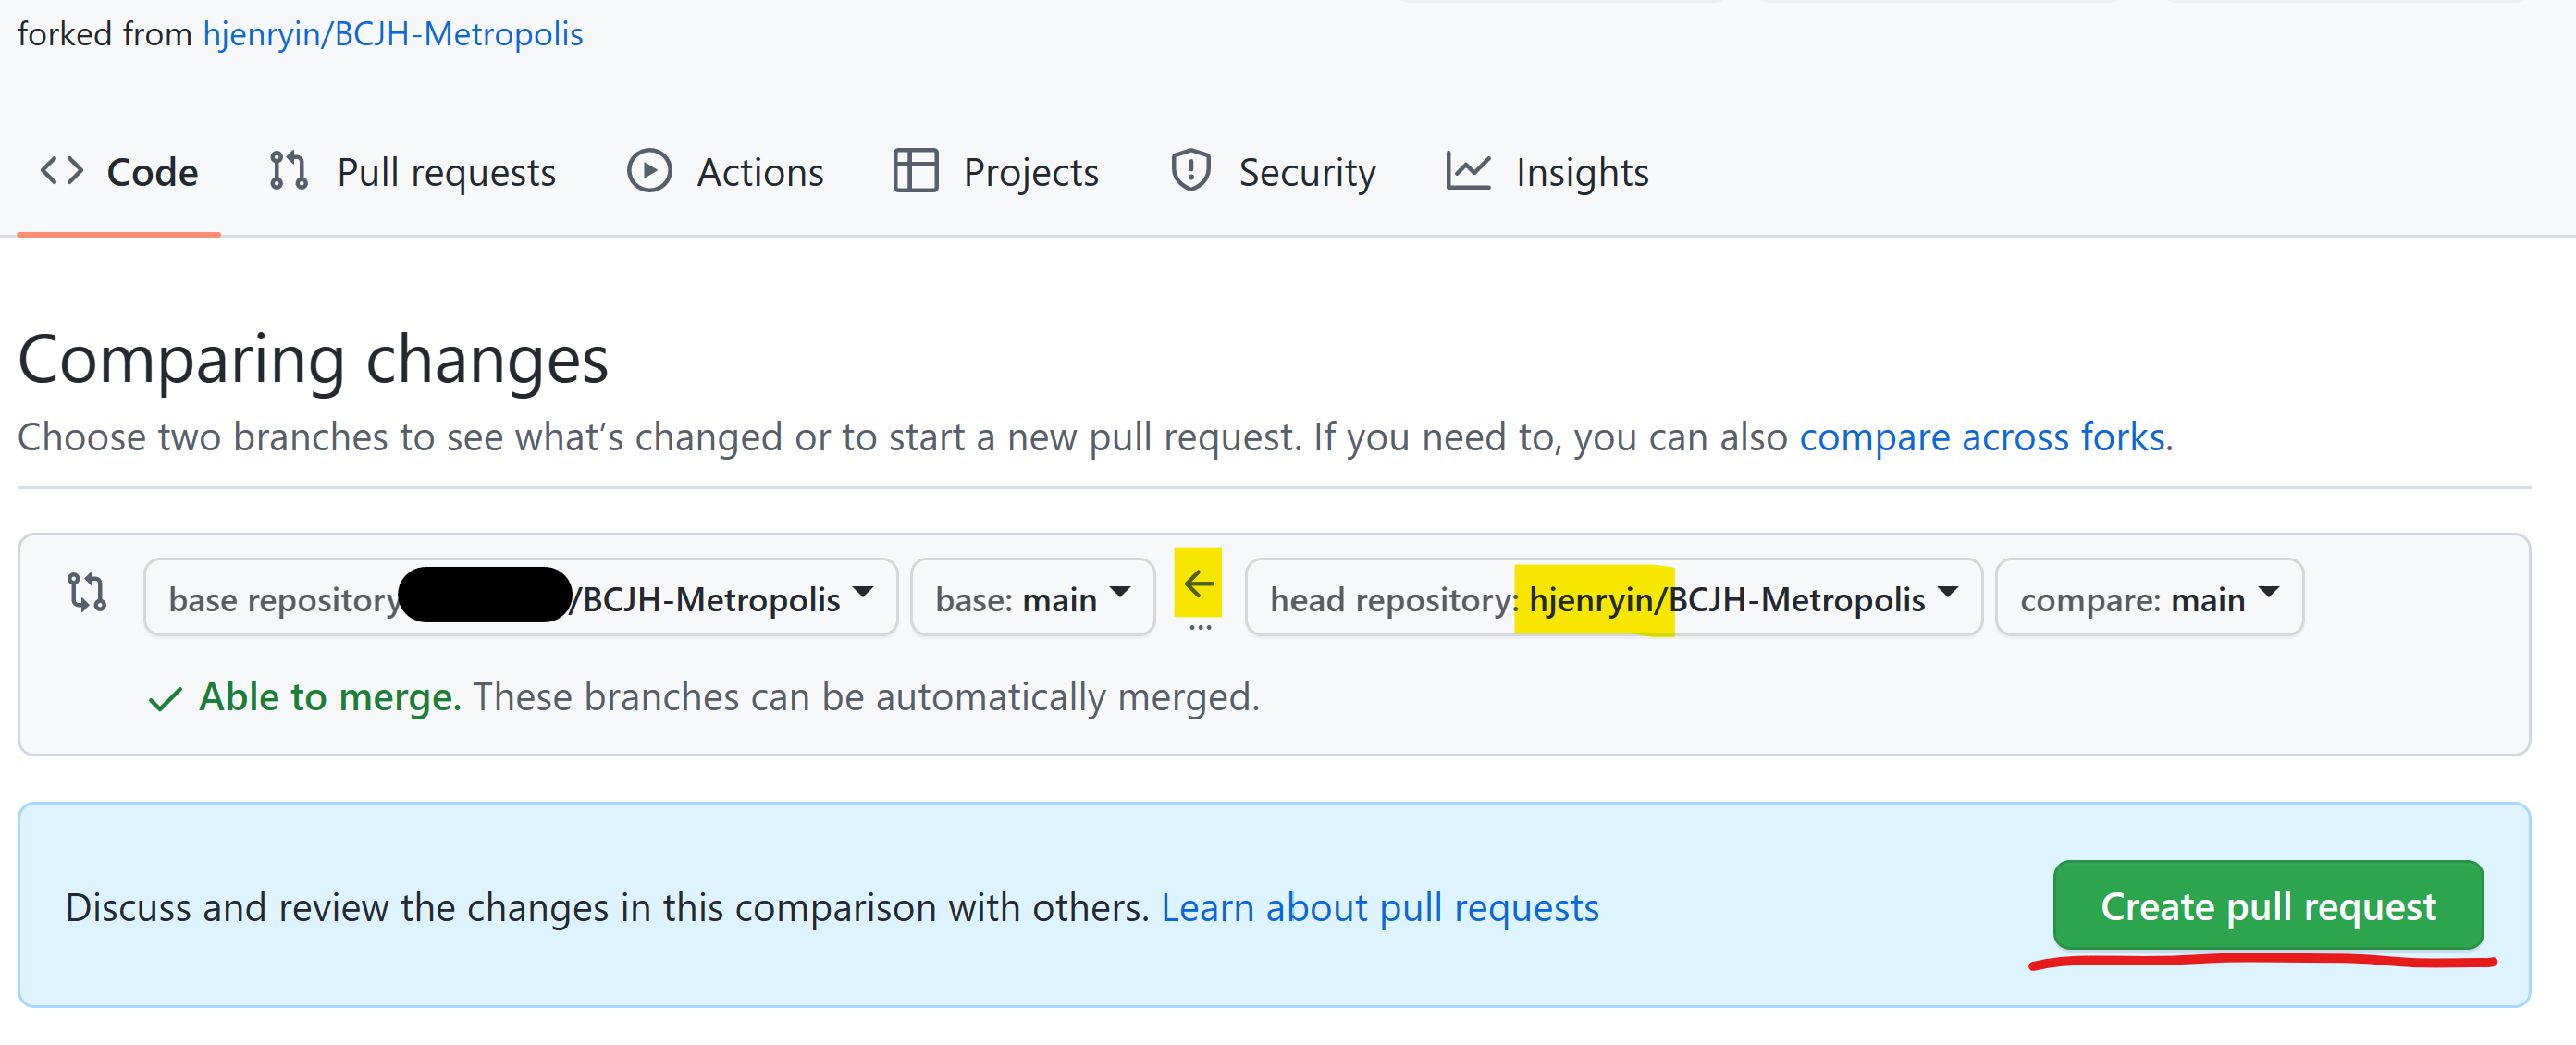 forked from hjenryin/BCJH-Metropolis
Code Pull requests Actions Projects Security Insights
Comparing changes
Choose two branches to see what’s changed or to start a new pull request. If you need to, you can also compare across forks.
base repository /BCJH-Metropolis base: main ← head repository: hjenryin/BCJH-Metropolis compare: main
...
Able to merge. These branches can be automatically merged.
Discuss and review the changes in this comparison with others. Learn about pull requests Create pull request